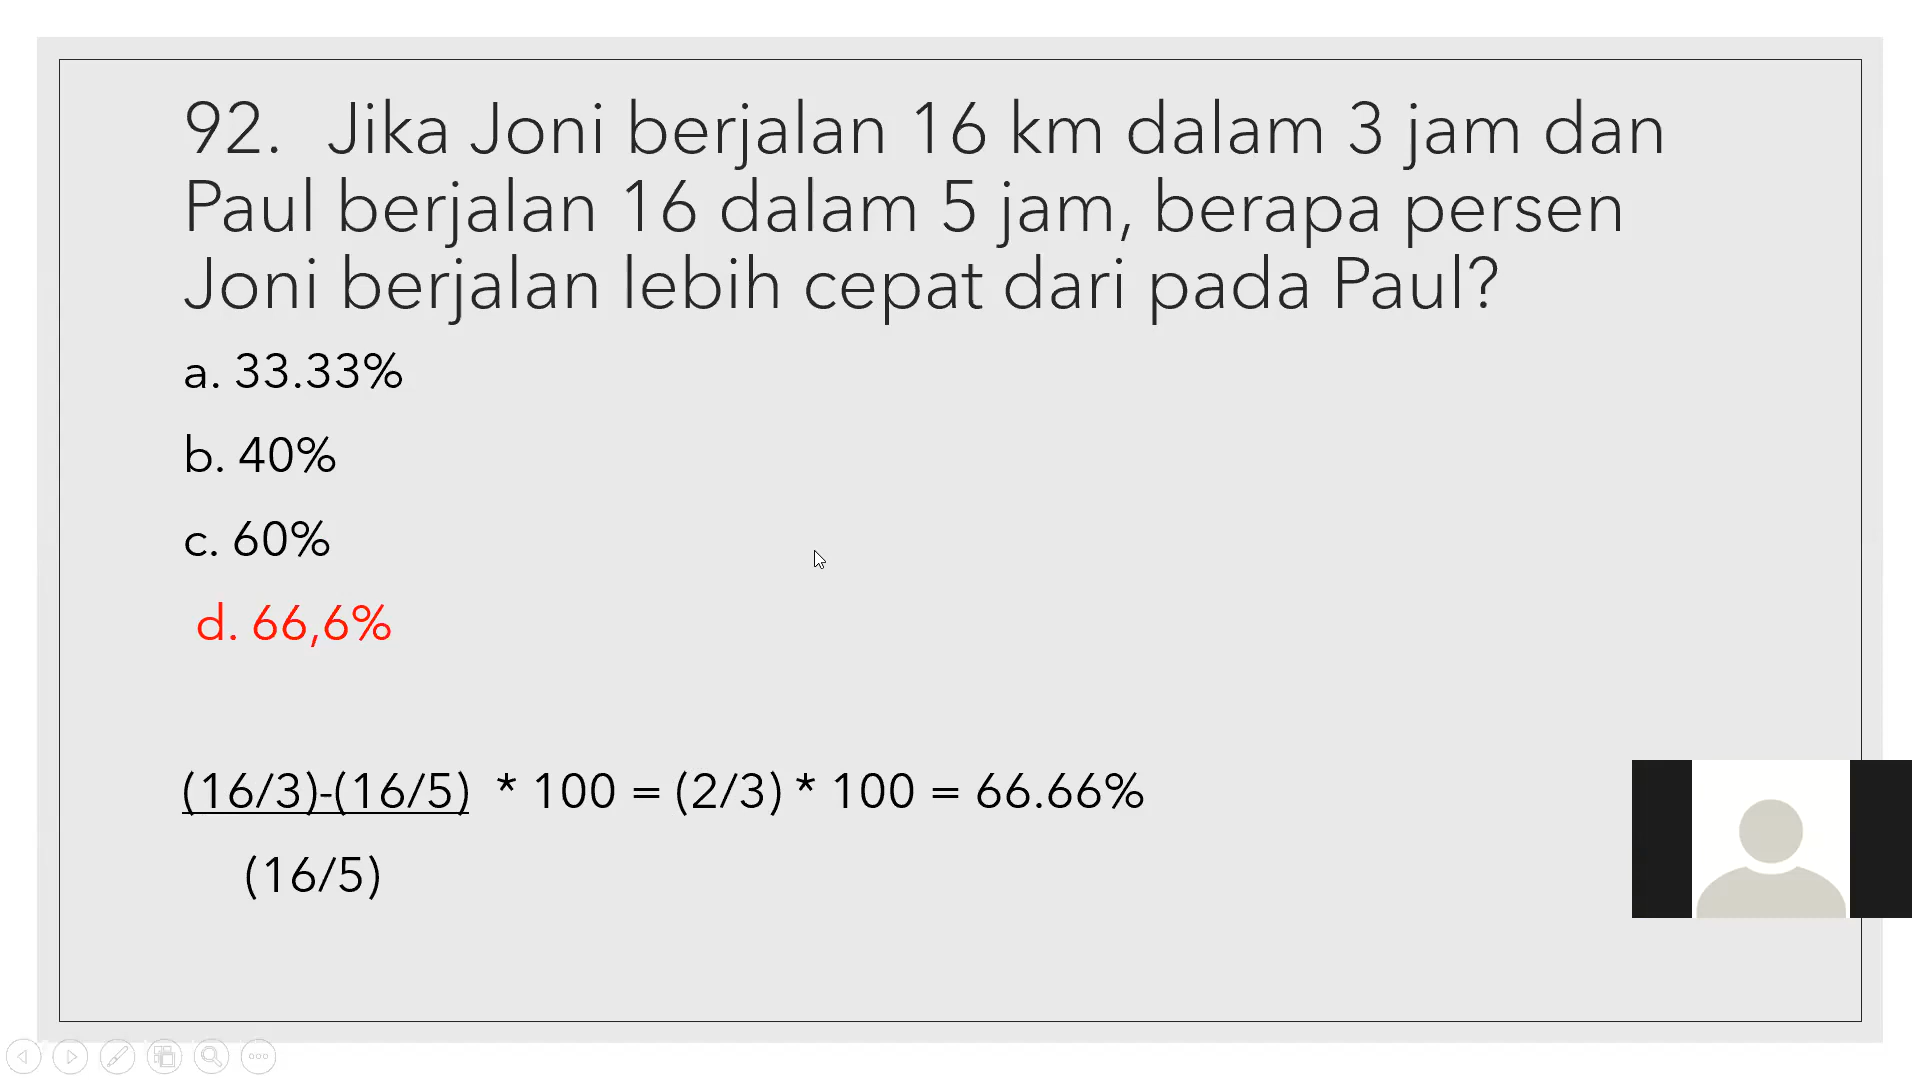 92. Jika Joni berjalan 16 km dalam 3 jam dan
Paul berjalan 16 dalam 5 jam, berapa persen
Joni berjalan lebih cepat dari pada Paul?
a. 33.33%
b. 40%
c. 60%
d. 66,6%
(16/3)-(16/5) * 100 = (2/3) * 100 = 66.66%
(16/5)